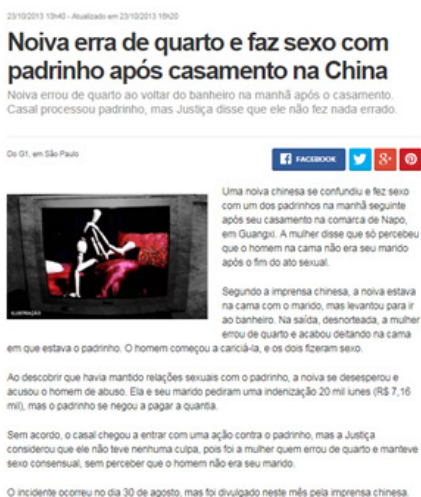 23/10/2013 13h40 - Atualizado em 23/10/2013 16h20
Noiva erra de quarto e faz sexo com
padrinho após casamento na China
Noiva errou de quarto ao voltar do banheiro na manhã após o casamento.
Casal processou padrinho, mas Justiça disse que ele não fez nada errado.
Do G1, em São Paulo
FACEBOOK
Uma noiva chinesa se confundiu e fez sexo
com um dos padrinhos na manhã seguinte
após seu casamento na comarca de Napo,
em Guangxi. A mulher disse que só percebeu
que o homem na cama não era seu marido
após o fim do ato sexual.
Segundo a imprensa chinesa, a noiva estava
na cama com o marido, mas levantou para ir
ao banheiro. Na saída, desnorteada, a mulher
errou de quarto e acabou deitando na cama
ILUSTRAÇÃO
em que estava o padrinho. O homem começou a cariciá-la, e os dois fizeram sexo.
Ao descobrir que havia mantido relações sexuais com o padrinho, a noiva se desesperou e
acusou o homem de abuso. Ela e seu marido pediram uma indenização 20 mil iunes (R$ 7,16
mil), mas o padrinho se negou a pagar a quantia.
Sem acordo, o casal chegou a entrar com uma ação contra o padrinho, mas a Justiça
considerou que ele não teve nenhuma culpa, pois foi a mulher quem errou de quarto e manteve
sexo consensual, sem perceber que o homem não era seu marido.
O incidente ocorreu no dia 30 de agosto, mas foi divulgado neste mês pela imprensa chinesa.